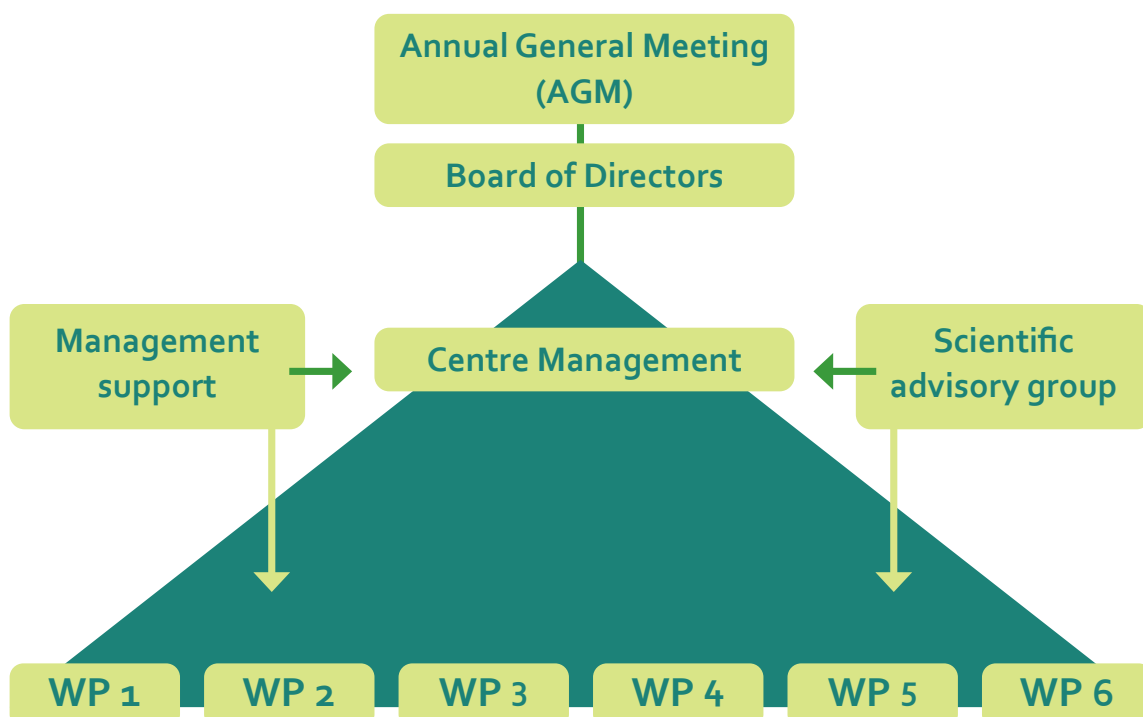 Annual General Meeting
(AGM)
Board of Directors
Management
support
Centre Management
Scientific
advisory group
WP 1
WP 2
WP 3
WP 4
WP 5
WP 6